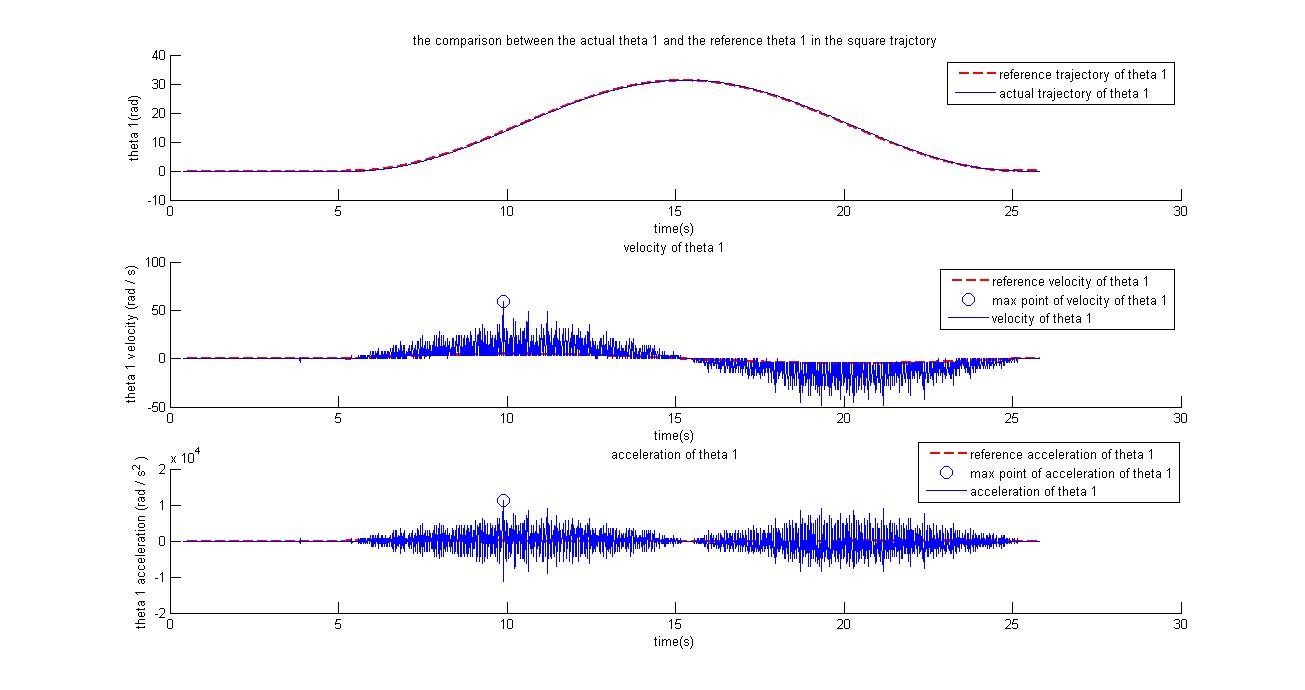 the comparison between the actual theta 1 and the reference theta 1 in the square trajctory
40
30
20
10
0
-10
theta 1(rad)
reference trajectory of theta 1
actual trajectory of theta 1
0 5 10 15 20 25 30
time(s)
velocity of theta 1
100
50
0
-50
theta 1 velocity (rad / s)
reference velocity of theta 1
max point of velocity of theta 1
velocity of theta 1
0 5 10 15 20 25 30
time(s)
acceleration of theta 1
x 10^4
2
1
0
-1
-2
theta 1 acceleration (rad / s^2 )
reference acceleration of theta 1
max point of acceleration of theta 1
acceleration of theta 1
0 5 10 15 20 25 30
time(s)